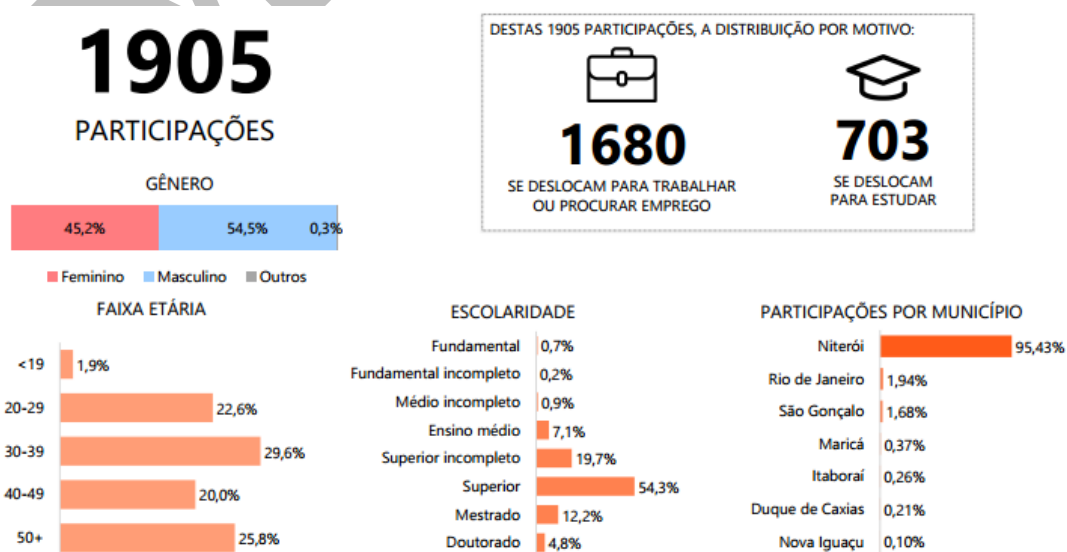 1905
PARTICIPAÇÕES
DESTAS 1905 PARTICIPAÇÕES, A DISTRIBUIÇÃO POR MOTIVO:
1680
SE DESLOCAM PARA TRABALHAR
OU PROCURAR EMPREGO
703
SE DESLOCAM
PARA ESTUDAR
GÊNERO
45,2% 54,5% 0,3%
Feminino Masculino Outros
FAIXA ETÁRIA
<19 1,9%
20-29 22,6%
30-39 29,6%
40-49 20,0%
50+ 25,8%
ESCOLARIDADE
Fundamental 0,7%
Fundamental incompleto 0,2%
Médio incompleto 0,9%
Ensino médio 7,1%
Superior incompleto 19,7%
Superior 54,3%
Mestrado 12,2%
Doutorado 4,8%
PARTICIPAÇÕES POR MUNICÍPIO
Niterói 95,43%
Rio de Janeiro 1,94%
São Gonçalo 1,68%
Maricá 0,37%
Itaboraí 0,26%
Duque de Caxias 0,21%
Nova Iguaçu 0,10%